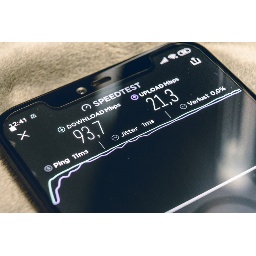 12:41
SPEEDTEST
DOWNLOAD Mbps
93,7
UPLOAD Mbps
21,3
Ping 11ms
Jitter 1ms
Verlust 0,0%